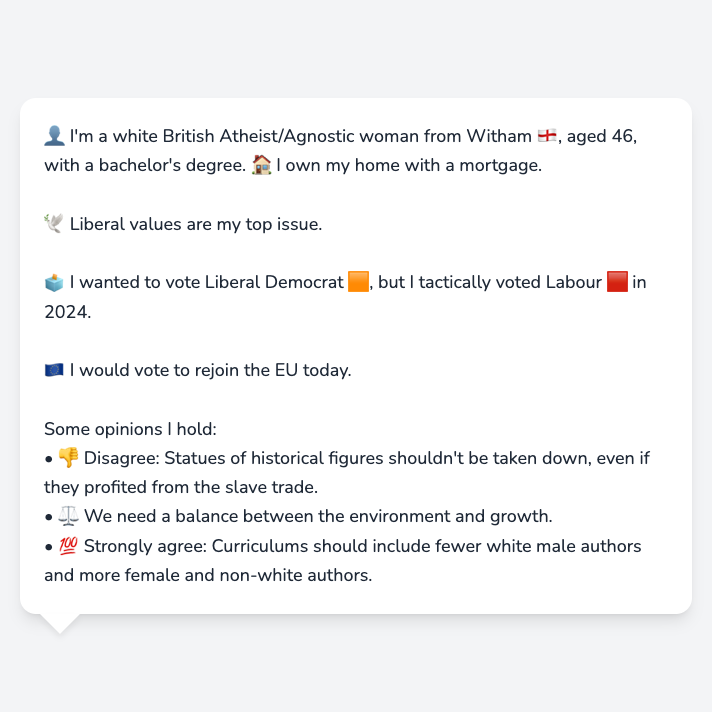 👤 I'm a white British Atheist/Agnostic woman from Witham 🏴󠁧󠁢󠁥󠁮󠁧󠁿, aged 46,
with a bachelor's degree. 🏠 I own my home with a mortgage.
🕊️ Liberal values are my top issue.
🗳️ I wanted to vote Liberal Democrat 🟧, but I tactically voted Labour 🟥 in
2024.
🇪🇺 I would vote to rejoin the EU today.
Some opinions I hold:
• 👎 Disagree: Statues of historical figures shouldn't be taken down, even if
they profited from the slave trade.
• ⚖️ We need a balance between the environment and growth.
• 💯 Strongly agree: Curriculums should include fewer white male authors
and more female and non-white authors.